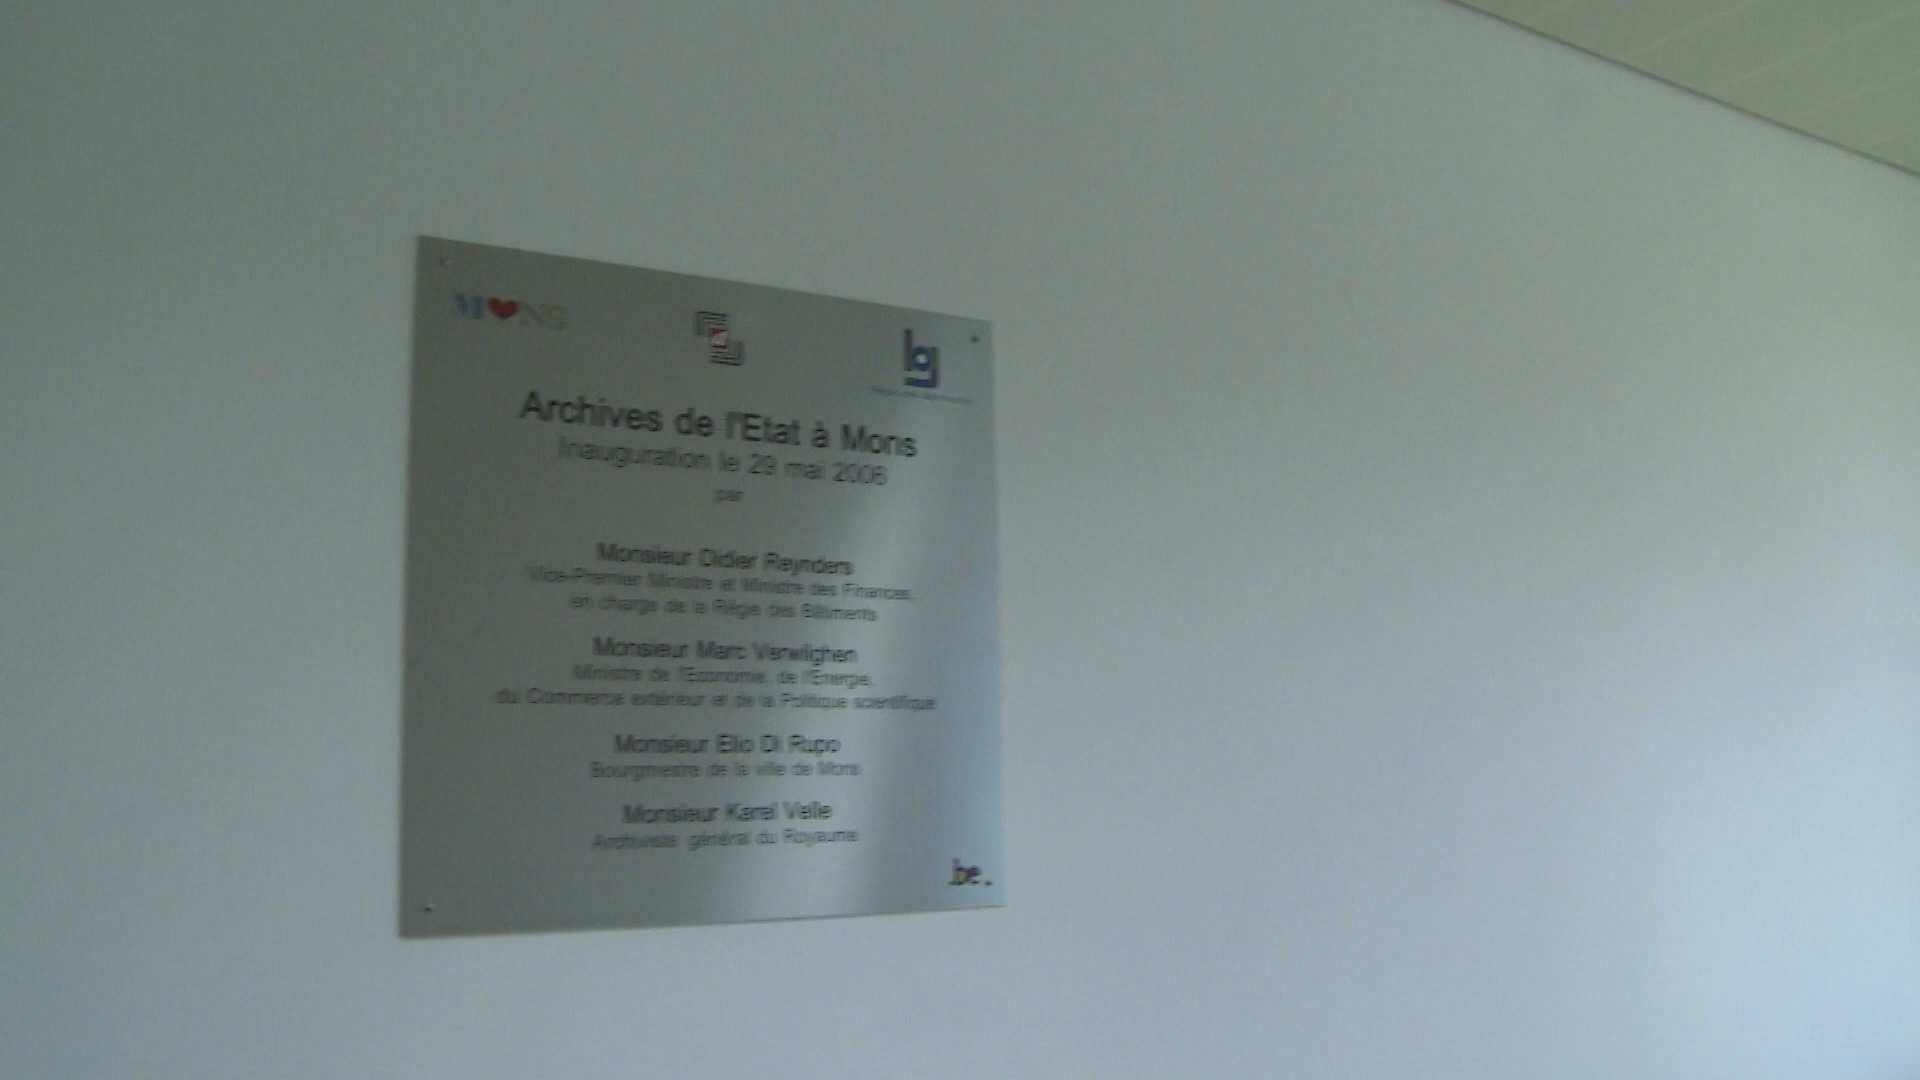 M❤NS
Archives de l'Etat à Mons
Inauguration le 29 mai 2006
par
Monsieur Didier Reynders
Vice-Premier Ministre et Ministre des Finances,
en charge de la Régie des Bâtiments
Monsieur Marc Verwilghen
Ministre de l'Economie, de l'Energie,
du Commerce extérieur et de la Politique scientifique
Monsieur Elio Di Rupo
Bourgmestre de la ville de Mons
Monsieur Karel Velle
Archiviste général du Royaume
.be.